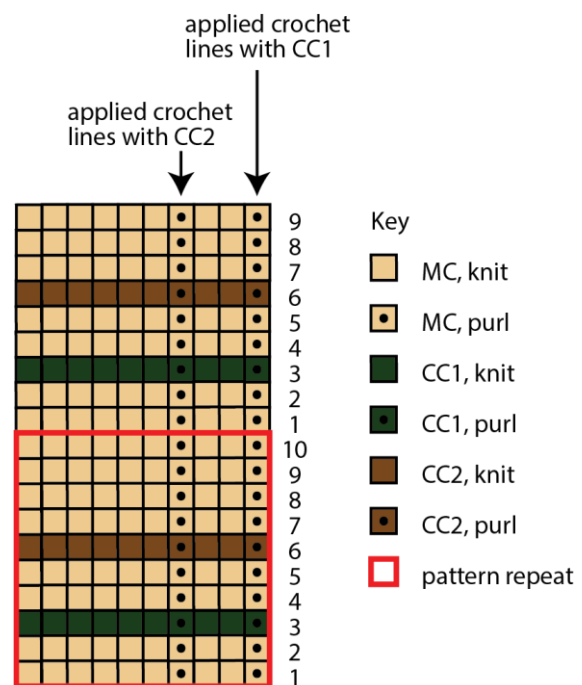 applied crochet
lines with CC1
applied crochet
lines with CC2
9
8
7
6
5
4
3
2
1
10
9
8
7
6
5
4
3
2
1
Key
MC, knit
MC, purl
CC1, knit
CC1, purl
CC2, knit
CC2, purl
pattern repeat